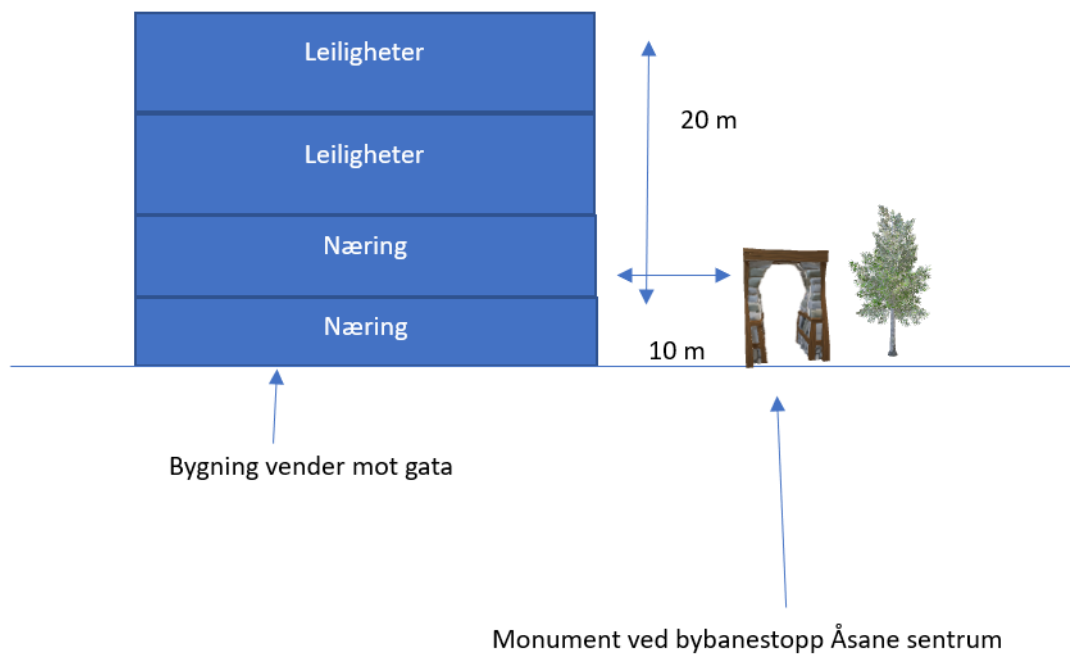 Leiligheter
20 m
Leiligheter
Næring
Næring
10 m
Bygning vender mot gata
Monument ved bybanestopp Åsane sentrum